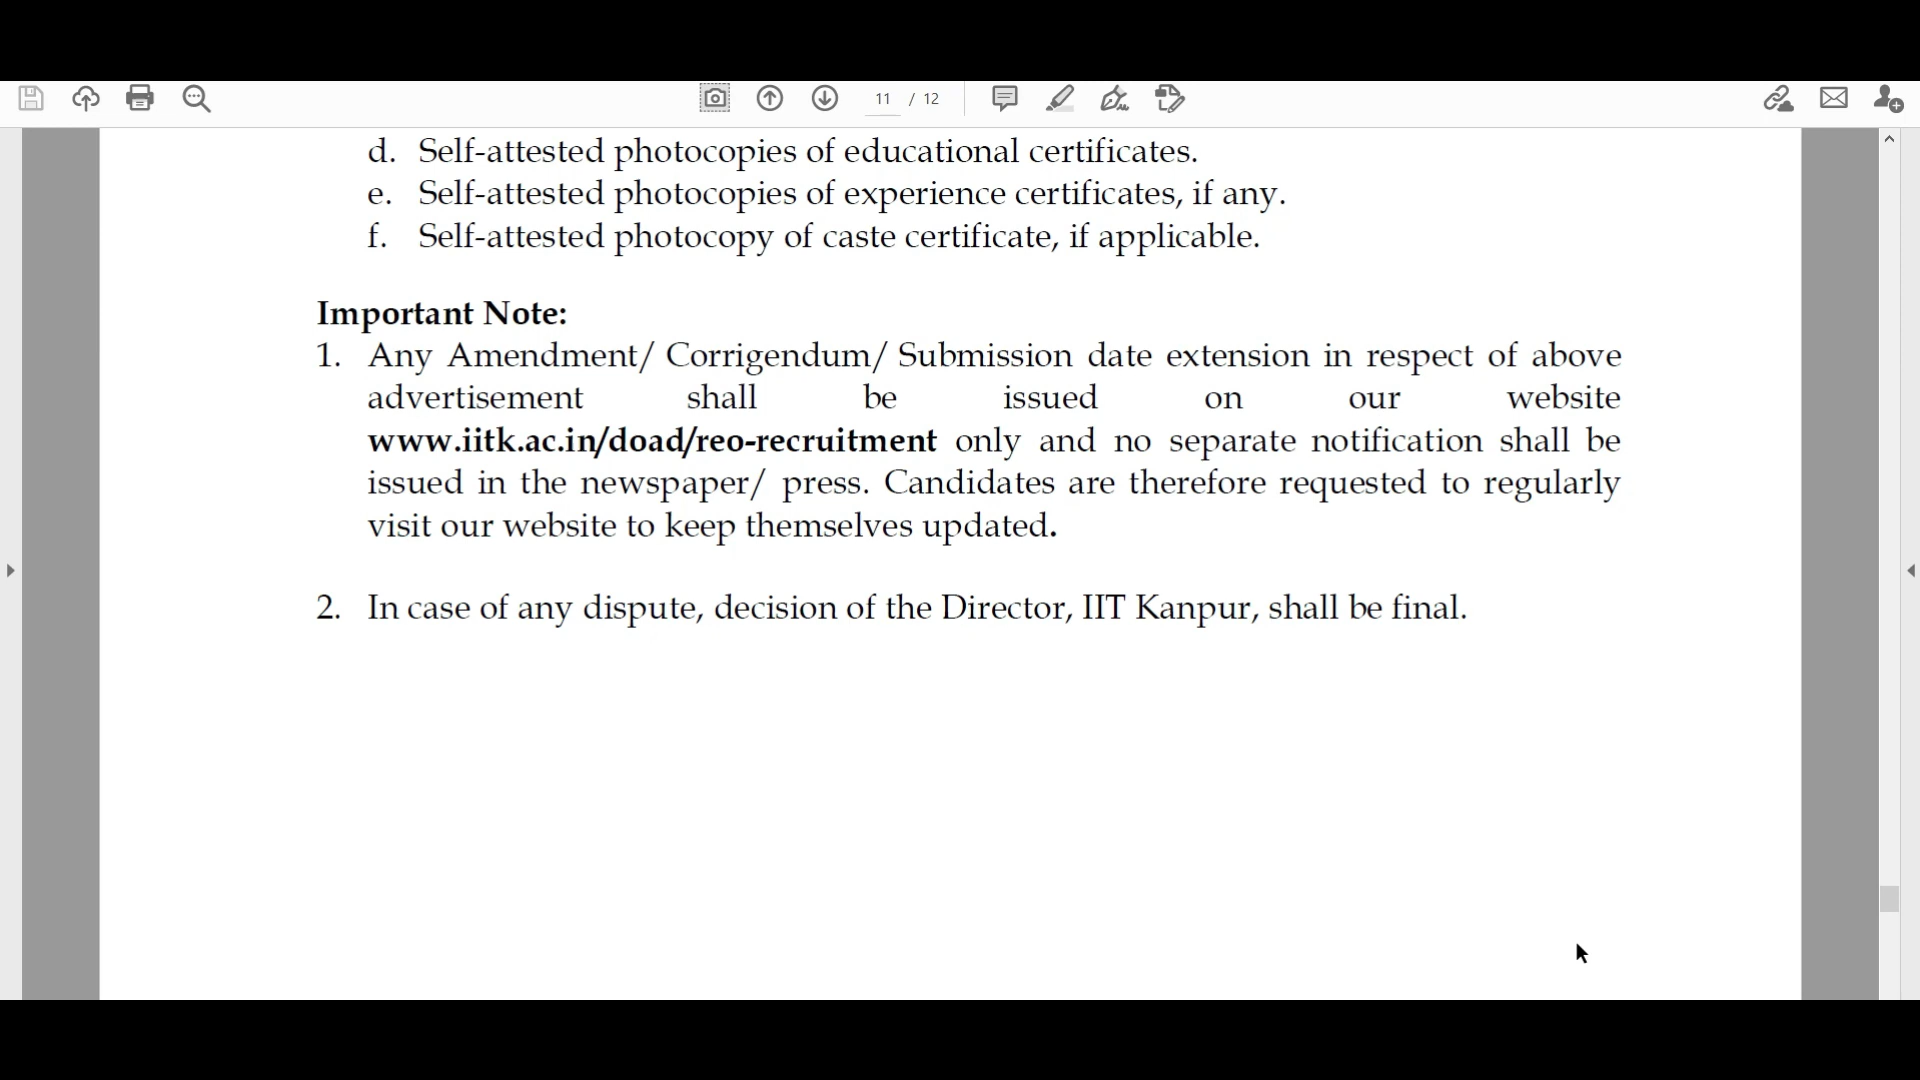 11 / 12
d. Self-attested photocopies of educational certificates.
e. Self-attested photocopies of experience certificates, if any.
f. Self-attested photocopy of caste certificate, if applicable.
Important Note:
1. Any Amendment/ Corrigendum/ Submission date extension in respect of above
advertisement shall be issued on our website
www.iitk.ac.in/doad/reo-recruitment only and no separate notification shall be
issued in the newspaper/ press. Candidates are therefore requested to regularly
visit our website to keep themselves updated.
2. In case of any dispute, decision of the Director, IIT Kanpur, shall be final.